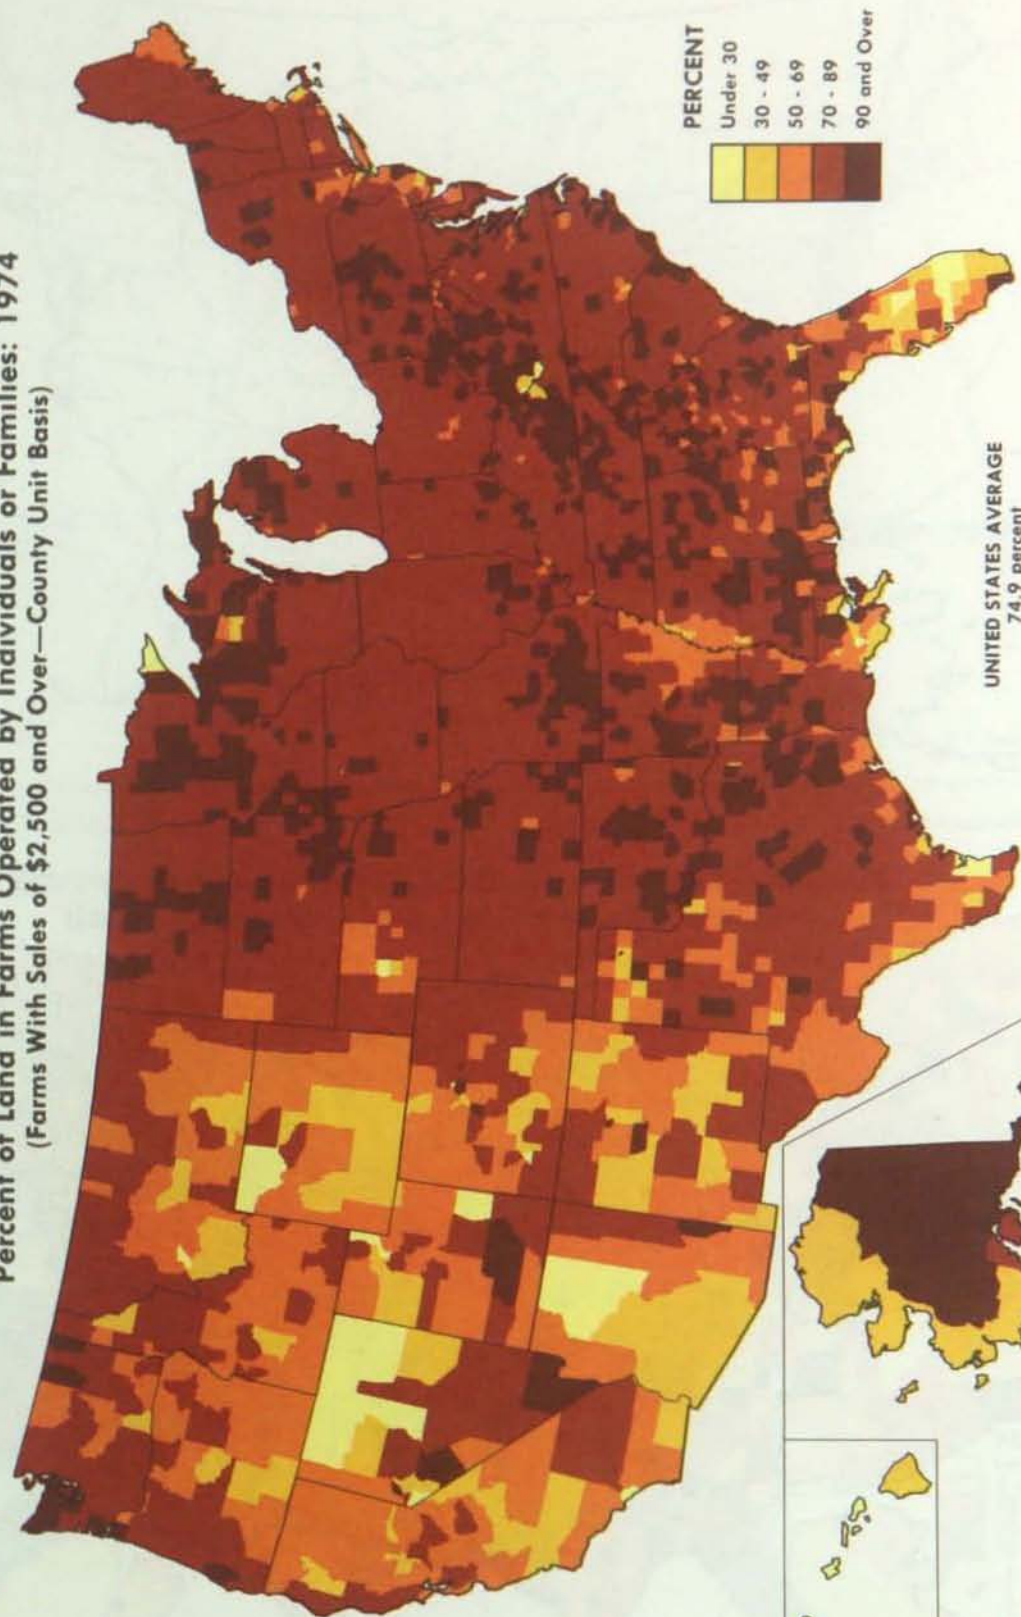 Percent of Land in Farms Operated by Individuals or Families: 1974
(Farms With Sales of $2,500 and Over—County Unit Basis)
PERCENT
Under 30
30 - 49
50 - 69
70 - 89
90 and Over
UNITED STATES AVERAGE
74.9 percent